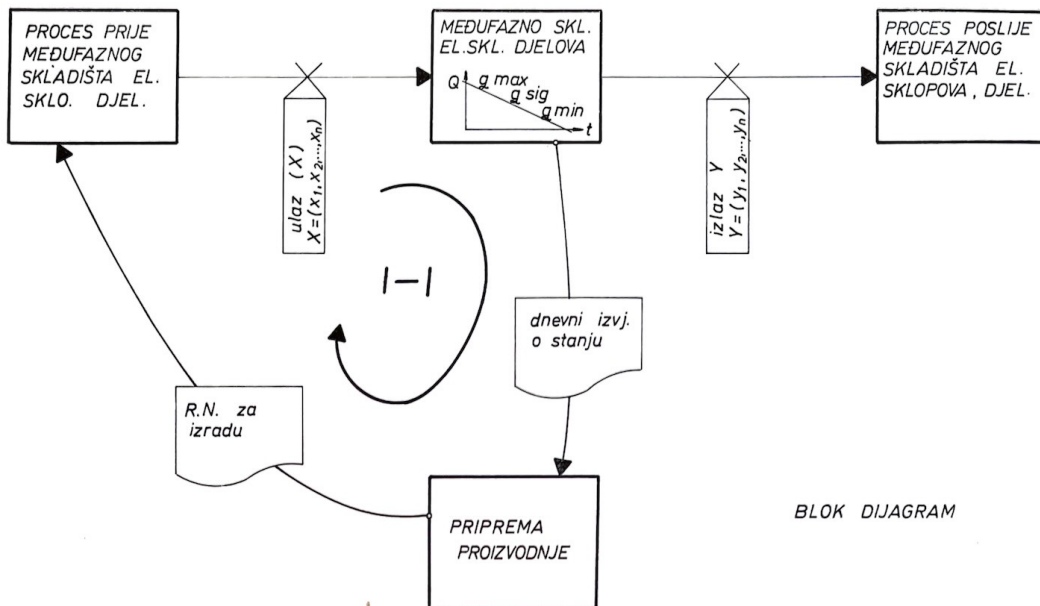 PROCES PRIJE
MEĐUFAZNOG
SKLADIŠTA EL.
SKLO. DJEL.
ulaz (X)
X=(x₁, x₂,...,xₙ)
MEĐUFAZNO SKL.
EL.SKL. DJELOVA
Q
g max
g sig
g min
t
izlaz Y
Y=(y₁, y₂,...,yₙ)
PROCES POSLIJE
MEĐUFAZNOG
SKLADIŠTA EL.
SKLOPOVA, DJEL.
I-I
dnevni izvj.
o stanju
R.N. za
izradu
PRIPREMA
PROIZVODNJE
BLOK DIJAGRAM